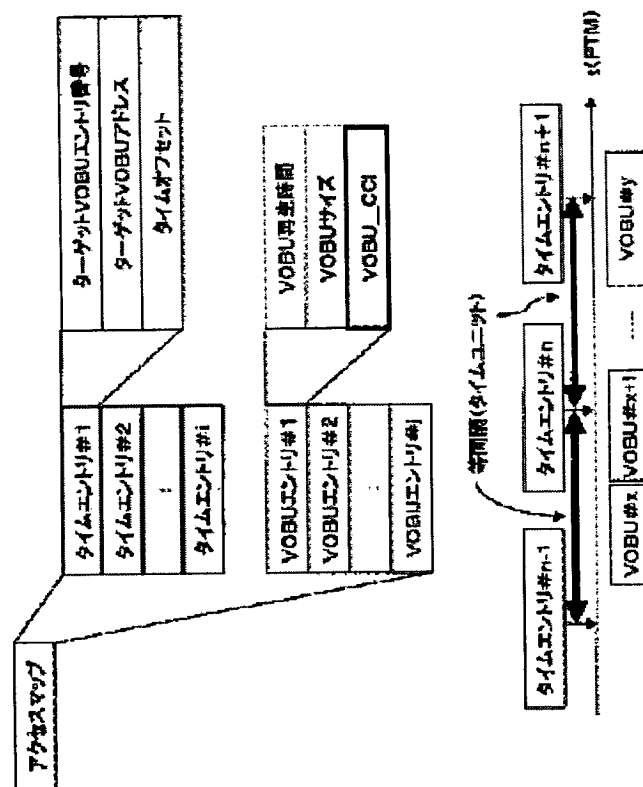 アクセスマップ
タイムエントリ#1
タイムエントリ#2
タイムエントリ#i
ターゲットVOBUエントリ番号
ターゲットVOBUアドレス
タイムオフセット
VOBUエントリ#1
VOBUエントリ#2
VOBUエントリ#j
VOBU再生時間
VOBUサイズ
VOBU_CCI
等間隔(タイムユニット)
タイムエントリ#n-1
タイムエントリ#n
タイムエントリ#n+1
t(PTM)
VOBU#x
VOBU#x+1
.....
VOBU#y